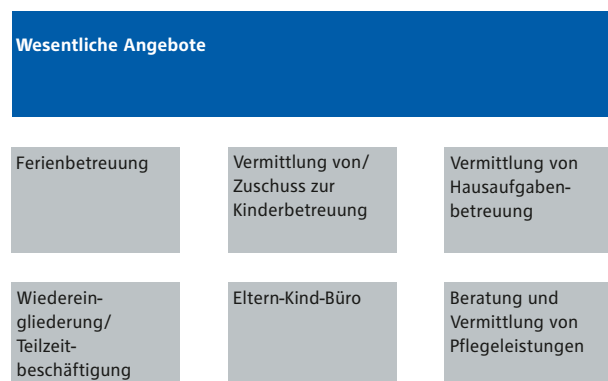 Wesentliche Angebote
Ferienbetreuung
Vermittlung von/
Zuschuss zur
Kinderbetreuung
Vermittlung von
Hausaufgaben-
betreuung
Wiederein-
gliederung/
Teilzeit-
beschäftigung
Eltern-Kind-Büro
Beratung und
Vermittlung von
Pflegeleistungen